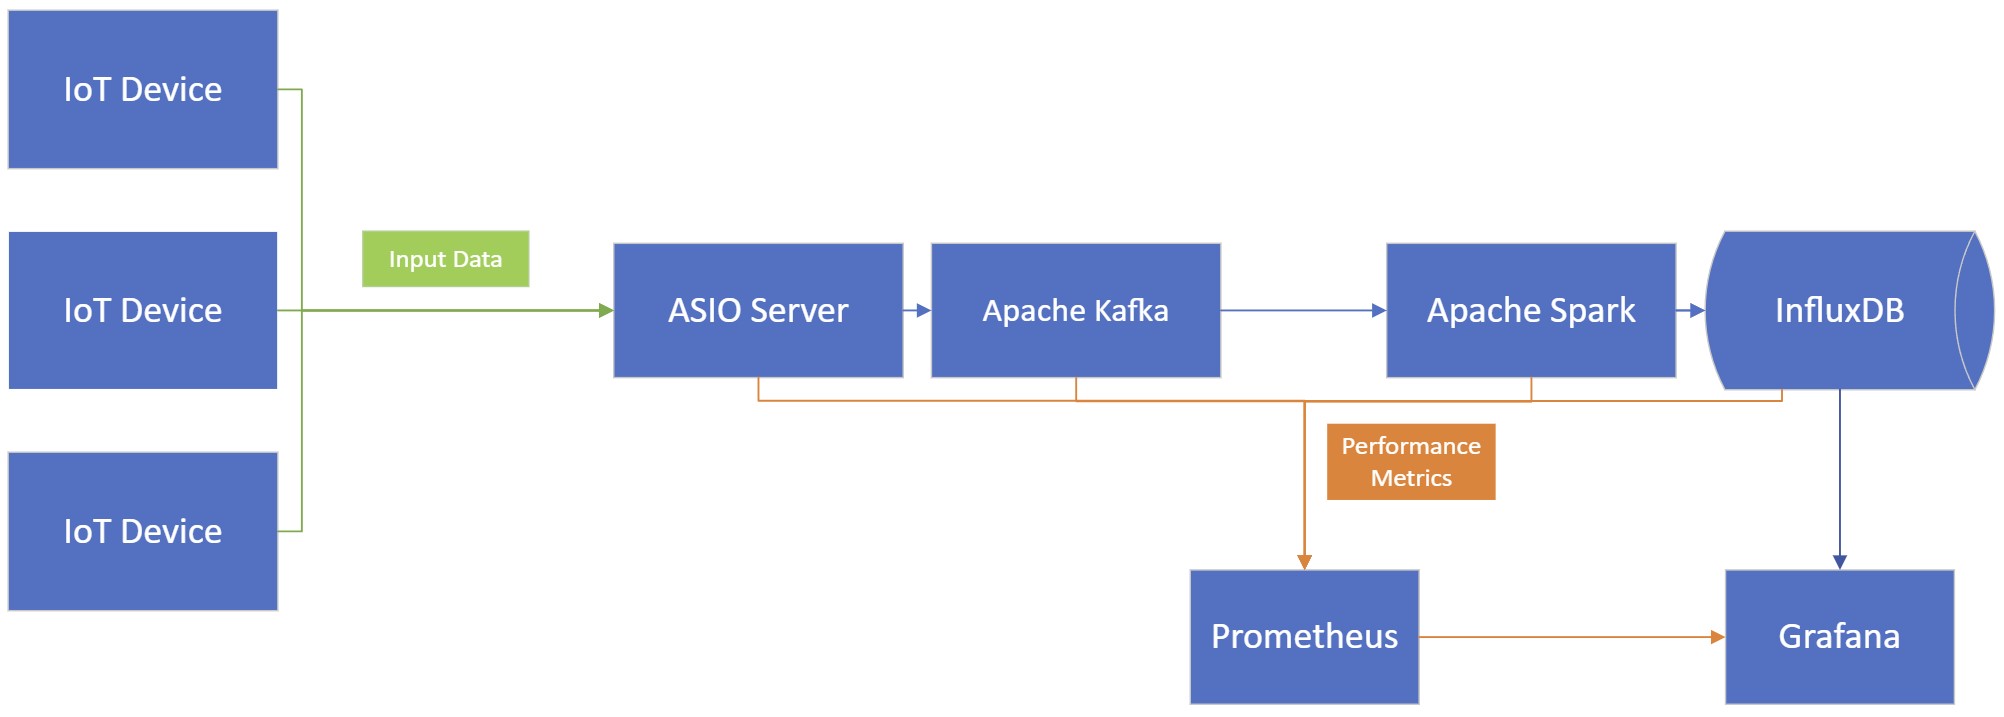 IoT Device
IoT Device
Input Data
ASIO Server
Apache Kafka
Apache Spark
InfluxDB
Performance
Metrics
IoT Device
Prometheus
Grafana